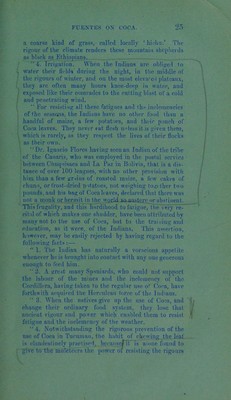 FUENTES ON COCA. 25
a coarse kind of grass, called locally "hichu." The
rigour of the climate renders these mountain shepherds
as black as Ethiopians.
"4. Irrigation. When the Indians are obliged to
water their fields during the night, in the middle of
the rigours of winter, and on the most elevated plateaux,
they are often many hours knee-deep in water, and
exposed like their comrades to the cutting blast of a cold
and penetrating wind.
"For resisting all these fatigues and the inclemencies
of the seasons, the Indians have no other food than a
handful of maize, a few potatoes, and their pouch of
Coca leaves. They never eat flesh unless it is given them,
which is rarely, as they respect the lives of their flocks
as their own.
"Dr. Ignacio Flores having seen an Indian of the tribe
of the Canavis, who was employed in the postal service
between Chuquisaca and La Paz in Bolivia, that is a dis-
tance of over 100 leagues, with no other provision with
him than a few grains of roasted maize, a few cakes of
chuno, or frost-dried potatoes, not weighing together two
pounds, and his bag of Coca leaves, declared that there was
not a monk or hermit in the world so
This frugality, and this hardihood to fatigue, the very re-
cital of which makes one shudder, have been attributed by
many not to the use of Coca, but to the training and
education, as it were, of the Indians. This assertion,
however, may be easily rejected by having regard to the
following facts:—
"1. The Indian has naturally a voracious appetite
whenever he is brought into contact with any one generous
enough to feed him.
"2. A great many Spaniards, who could not support
the labour of the mines and the inclemency of the
Cordillera, having taken to the regular use of Coca, have
forthwith acquired the Herculean force of the Indians.
"3. When the natives give up the use of Coca, and
change their ordinary food system, they lose that
ancient vigour and power which enabled them to resist
fatigue and the inclemency of the weather.
"4. Notwithstanding the rigorous prevention of the
use of Coca in Tucuman, the habit of chewing the leaf
is clandestinely practised, because it is alone found to
give to the muleteers the power of resisting the rigorous